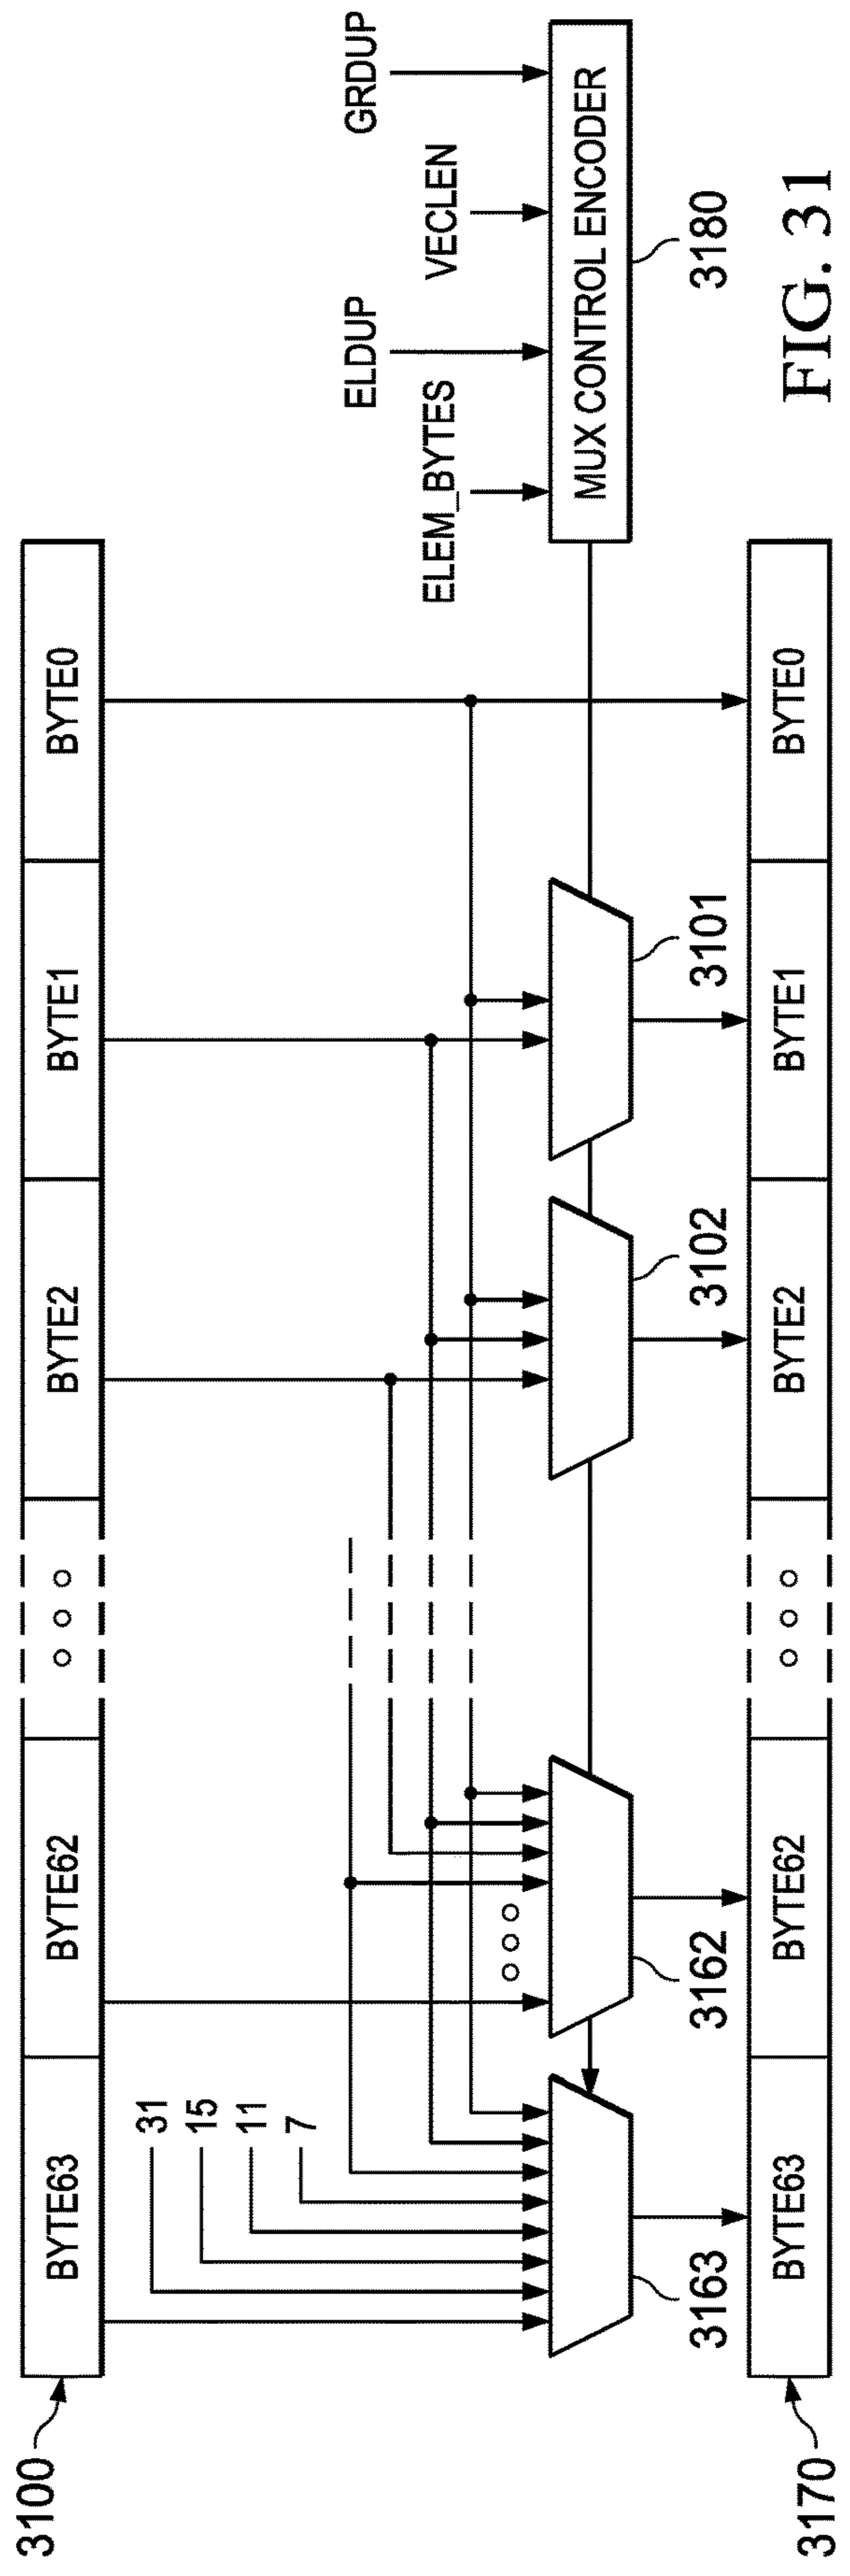 3100
BYTE63
BYTE62
BYTE2
BYTE1
BYTE0
31
15
11
7
GRDUP
ELDUP
VECLEN
ELEM_BYTES
MUX CONTROL ENCODER
3163
3162
3102
3101
3180
3170
BYTE63
BYTE62
BYTE2
BYTE1
BYTE0
FIG. 31